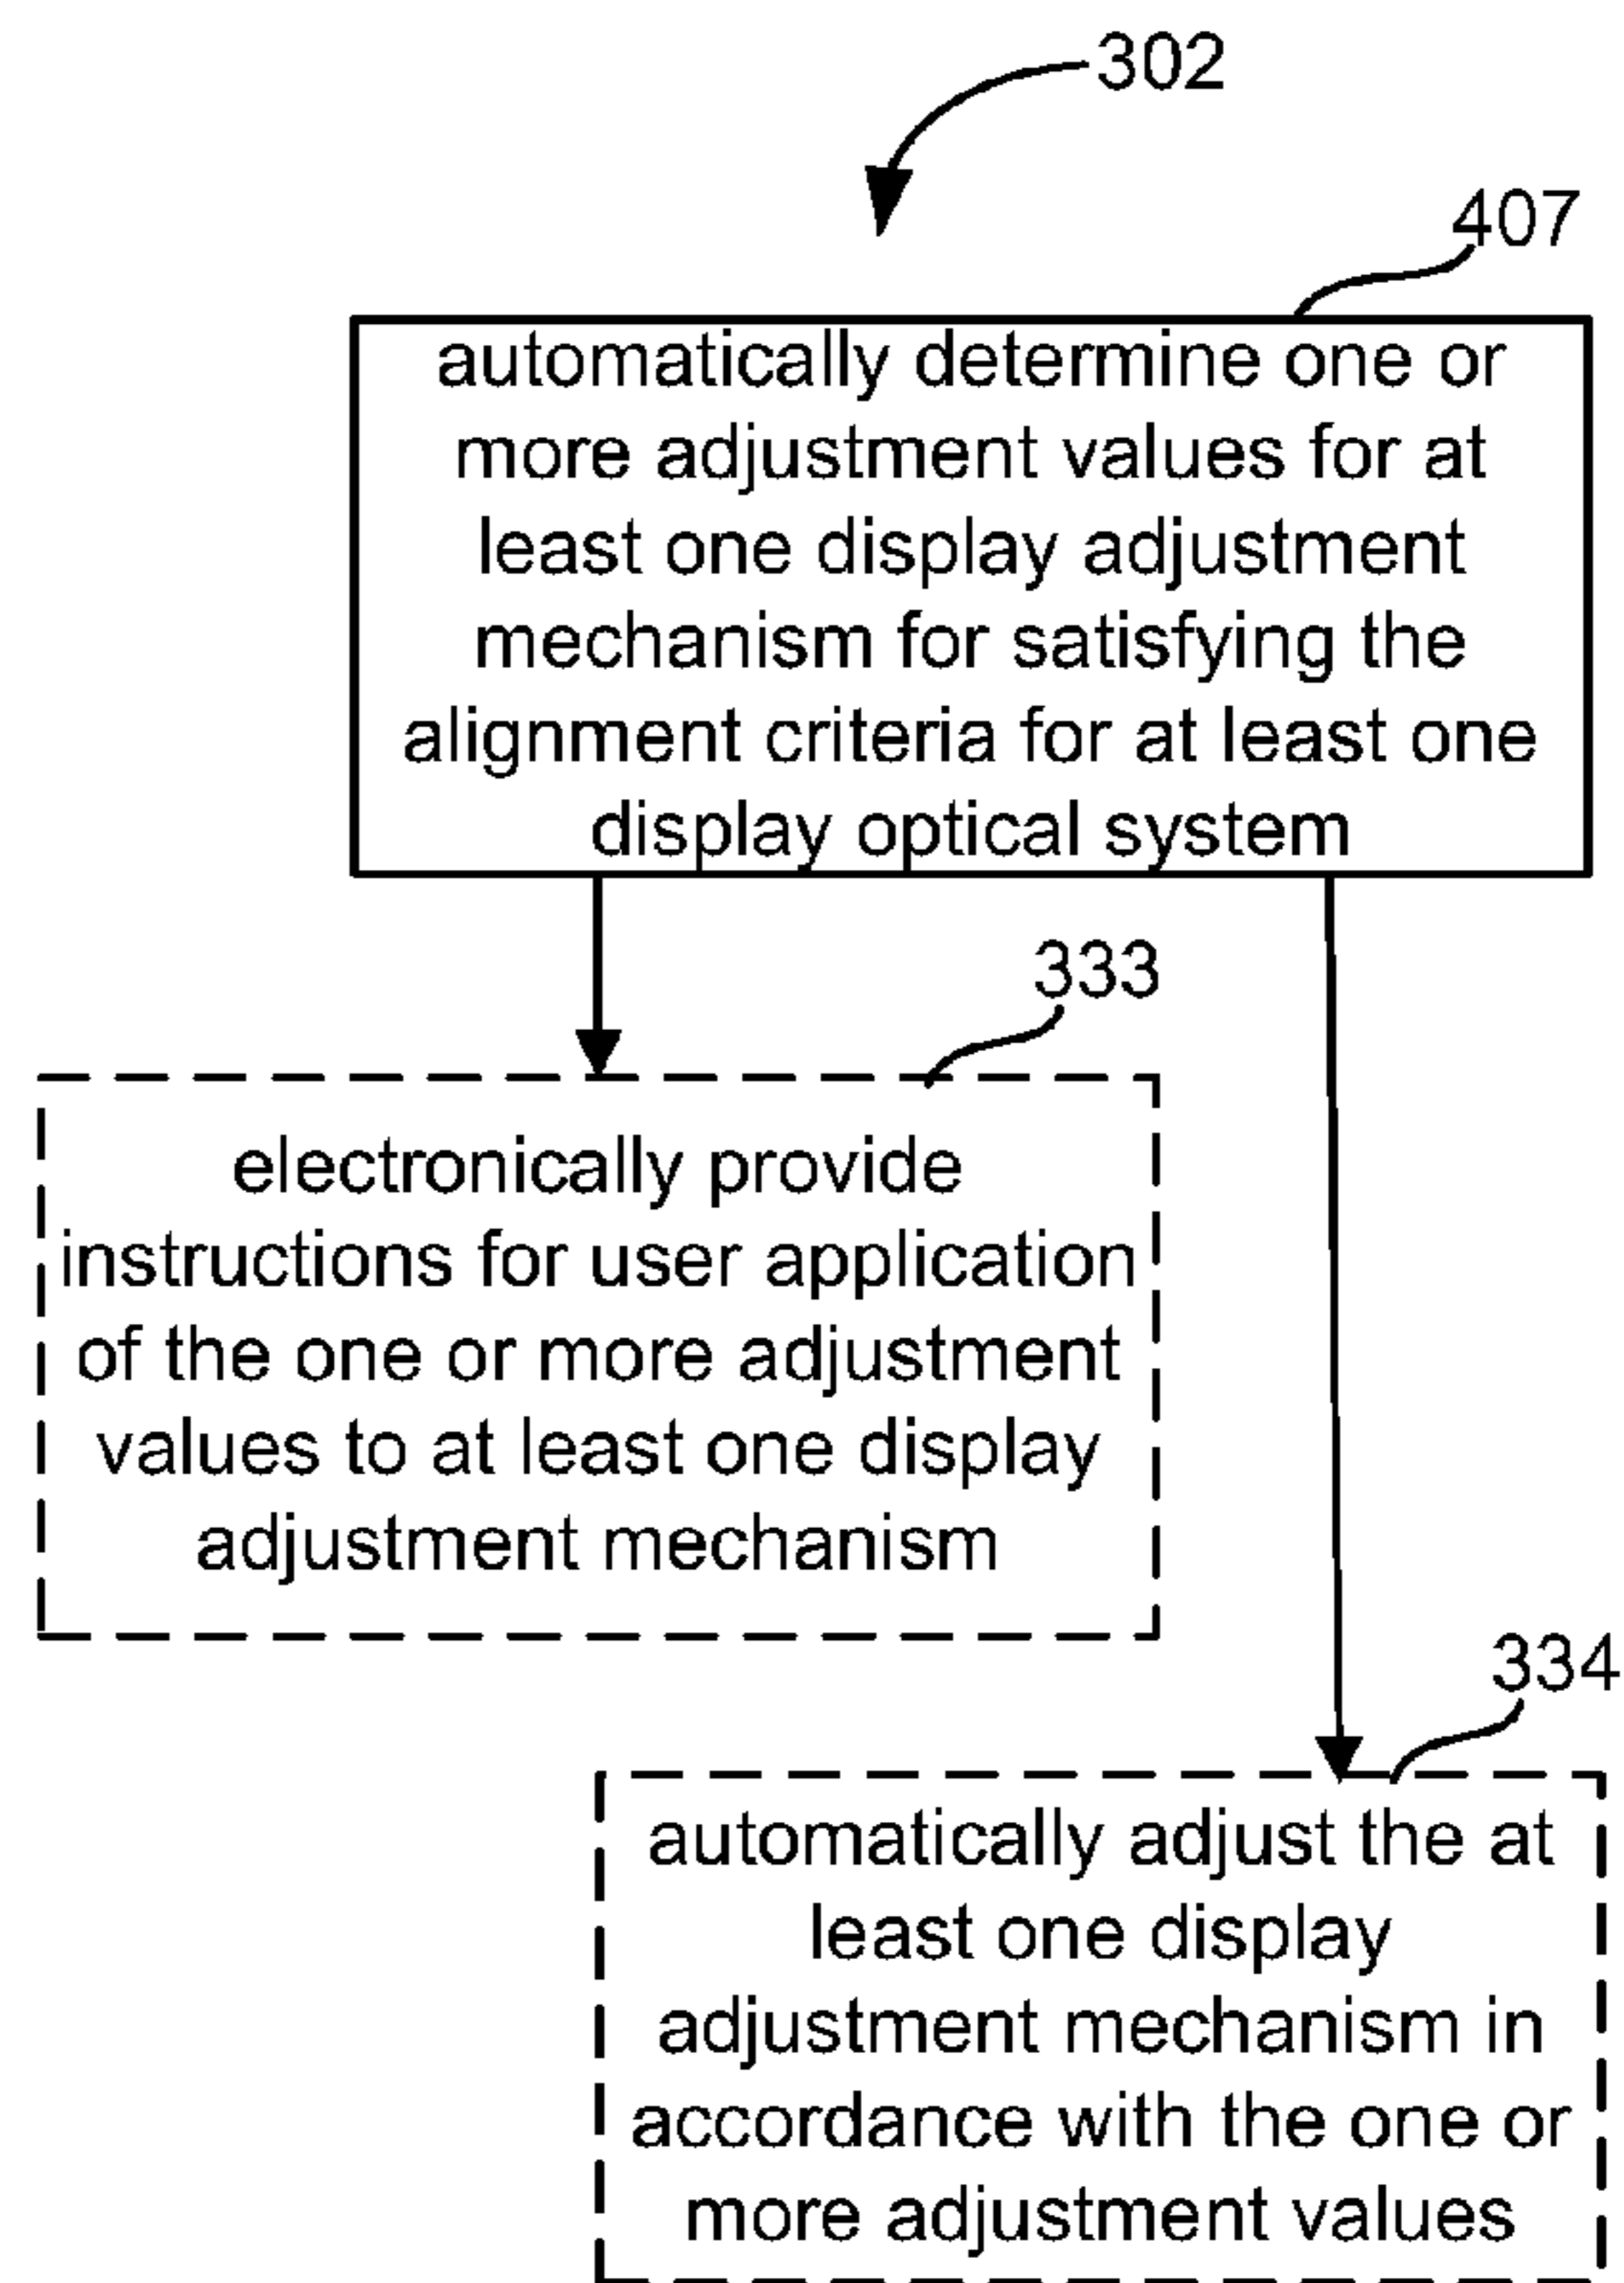 302
407
automatically determine one or
more adjustment values for at
least one display adjustment
mechanism for satisfying the
alignment criteria for at least one
display optical system
333
electronically provide
instructions for user application
of the one or more adjustment
values to at least one display
adjustment mechanism
334
automatically adjust the at
least one display
adjustment mechanism in
accordance with the one or
more adjustment values